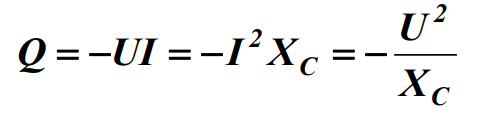 Q = -UI = -I²X_C = -U²/X_C